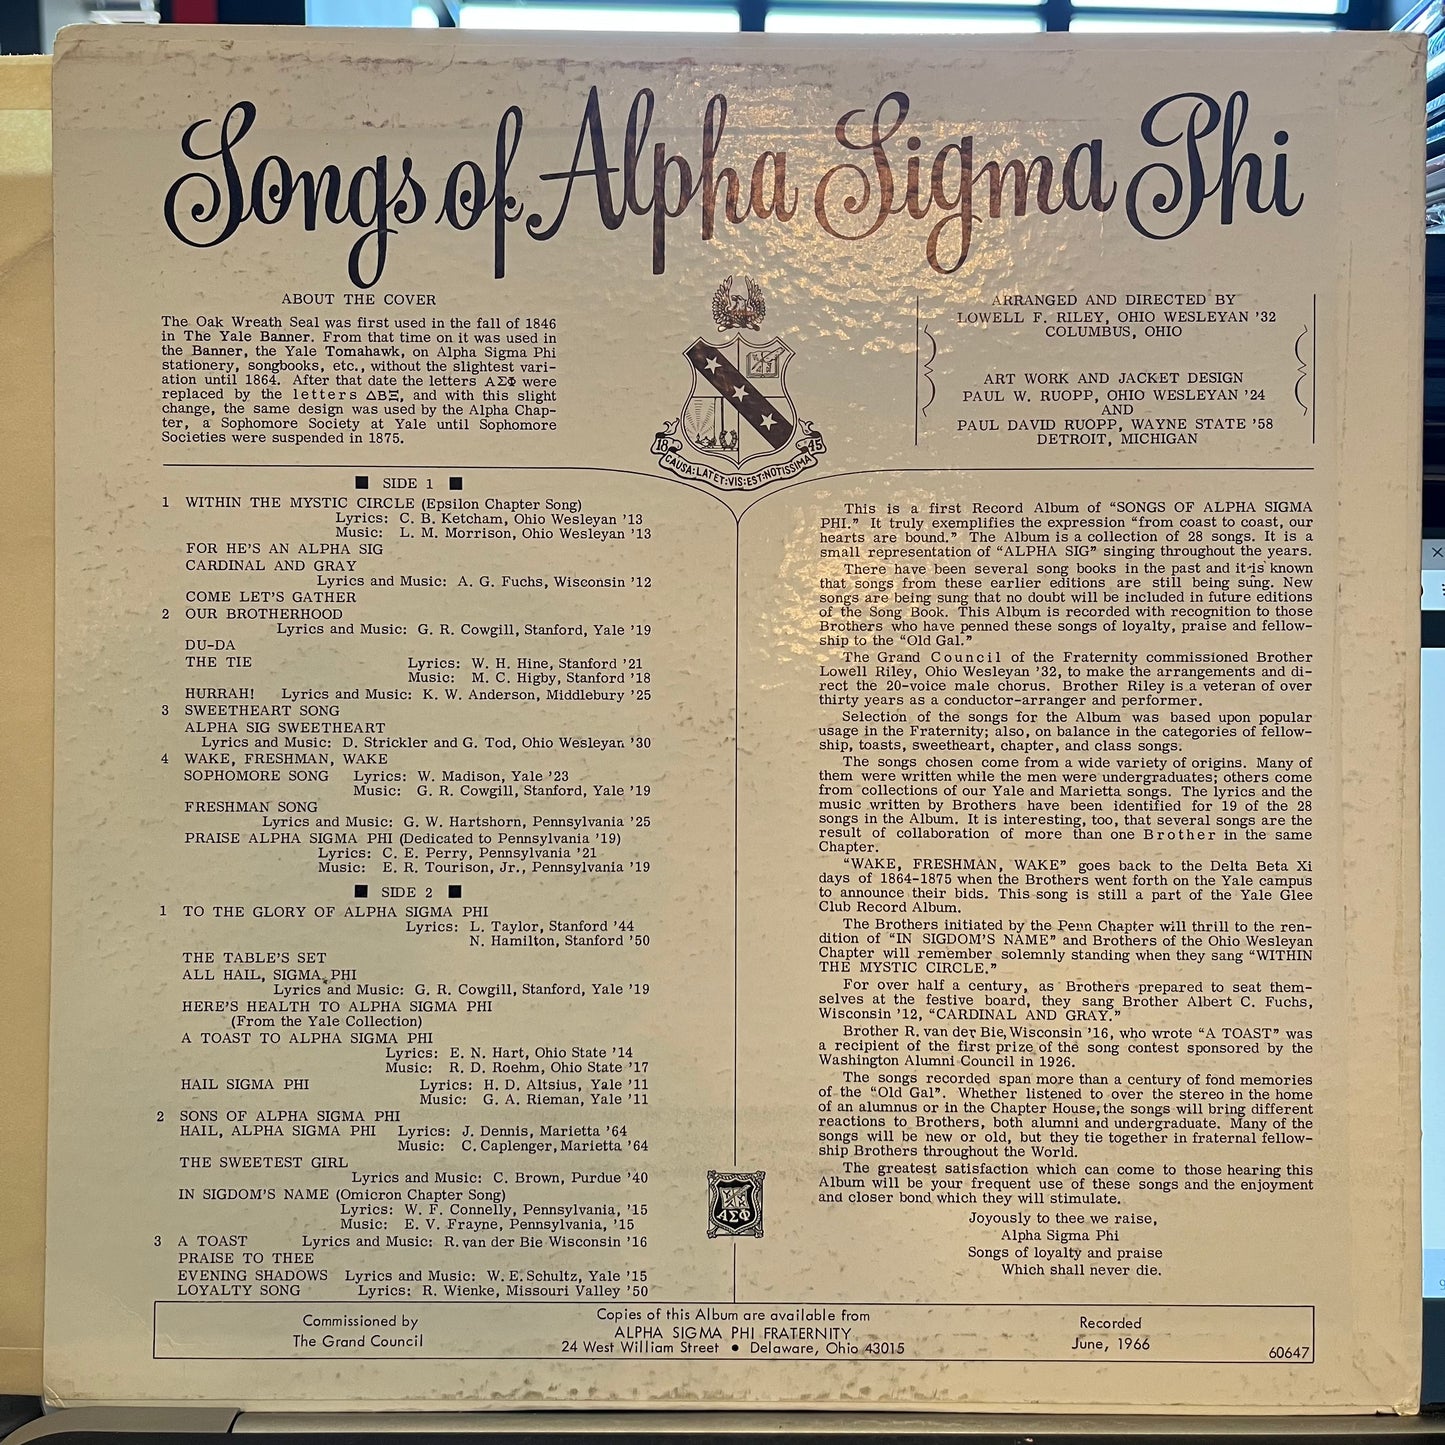 Songs of Alpha Sigma Phi
ABOUT THE COVER
The Oak Wreath Seal was first used in the fall of 1846
in The Yale Banner. From that time on it was used in
the Banner, the Yale Tomahawk, on Alpha Sigma Phi
stationery, songbooks, etc., without the slightest vari-
ation until 1864. After that date the letters ΑΣΦ were
replaced by the letters ΔΒΞ, and with this slight
change, the same design was used by the Alpha Chap-
ter, a Sophomore Society at Yale until Sophomore
Societies were suspended in 1875.
18 45
CAUSA:LATET:VIS:EST:NOTISSIMA
ARRANGED AND DIRECTED BY
LOWELL F. RILEY, OHIO WESLEYAN '32
COLUMBUS, OHIO
ART WORK AND JACKET DESIGN
PAUL W. RUOPP, OHIO WESLEYAN '24
AND
PAUL DAVID RUOPP, WAYNE STATE '58
DETROIT, MICHIGAN
■ SIDE 1 ■
1 WITHIN THE MYSTIC CIRCLE (Epsilon Chapter Song)
Lyrics: C. B. Ketcham, Ohio Wesleyan '13
Music: L. M. Morrison, Ohio Wesleyan '13
FOR HE'S AN ALPHA SIG
CARDINAL AND GRAY
Lyrics and Music: A. G. Fuchs, Wisconsin '12
COME LET'S GATHER
2 OUR BROTHERHOOD
Lyrics and Music: G. R. Cowgill, Stanford, Yale '19
DU-DA
THE TIE Lyrics: W. H. Hine, Stanford '21
Music: M. C. Higby, Stanford '18
HURRAH! Lyrics and Music: K. W. Anderson, Middlebury '25
3 SWEETHEART SONG
ALPHA SIG SWEETHEART
Lyrics and Music: D. Strickler and G. Tod, Ohio Wesleyan '30
4 WAKE, FRESHMAN, WAKE
SOPHOMORE SONG Lyrics: W. Madison, Yale '23
Music: G. R. Cowgill, Stanford, Yale '19
FRESHMAN SONG
Lyrics and Music: G. W. Hartshorn, Pennsylvania '25
PRAISE ALPHA SIGMA PHI (Dedicated to Pennsylvania '19)
Lyrics: C. E. Perry, Pennsylvania '21
Music: E. R. Tourison, Jr., Pennsylvania '19
■ SIDE 2 ■
1 TO THE GLORY OF ALPHA SIGMA PHI
Lyrics: L. Taylor, Stanford '44
N. Hamilton, Stanford '50
THE TABLE'S SET
ALL HAIL, SIGMA PHI
Lyrics and Music: G. R. Cowgill, Stanford, Yale '19
HERE'S HEALTH TO ALPHA SIGMA PHI
(From the Yale Collection)
A TOAST TO ALPHA SIGMA PHI
Lyrics: E. N. Hart, Ohio State '14
Music: R. D. Roehm, Ohio State '17
HAIL SIGMA PHI Lyrics: H. D. Altsius, Yale '11
Music: G. A. Rieman, Yale '11
2 SONS OF ALPHA SIGMA PHI
HAIL, ALPHA SIGMA PHI Lyrics: J. Dennis, Marietta '64
Music: C. Caplenger, Marietta '64
THE SWEETEST GIRL
Lyrics and Music: C. Brown, Purdue '40
IN SIGDOM'S NAME (Omicron Chapter Song)
Lyrics: W. F. Connelly, Pennsylvania, '15
Music: E. V. Frayne, Pennsylvania, '15
3 A TOAST Lyrics and Music: R. van der Bie Wisconsin '16
PRAISE TO THEE
EVENING SHADOWS Lyrics and Music: W. E. Schultz, Yale '15
LOYALTY SONG Lyrics: R. Wienke, Missouri Valley '50
This is a first Record Album of "SONGS OF ALPHA SIGMA
PHI." It truly exemplifies the expression "from coast to coast, our
hearts are bound." The Album is a collection of 28 songs. It is a
small representation of "ALPHA SIG" singing throughout the years.
There have been several song books in the past and it is known
that songs from these earlier editions are still being sung. New
songs are being sung that no doubt will be included in future editions
of the Song Book. This Album is recorded with recognition to those
Brothers who have penned these songs of loyalty, praise and fellow-
ship to the "Old Gal."
The Grand Council of the Fraternity commissioned Brother
Lowell Riley, Ohio Wesleyan '32, to make the arrangements and di-
rect the 20-voice male chorus. Brother Riley is a veteran of over
thirty years as a conductor-arranger and performer.
Selection of the songs for the Album was based upon popular
usage in the Fraternity; also, on balance in the categories of fellow-
ship, toasts, sweetheart, chapter, and class songs.
The songs chosen come from a wide variety of origins. Many of
them were written while the men were undergraduates; others come
from collections of our Yale and Marietta songs. The lyrics and the
music written by Brothers have been identified for 19 of the 28
songs in the Album. It is interesting, too, that several songs are the
result of collaboration of more than one Brother in the same
Chapter.
"WAKE, FRESHMAN, WAKE" goes back to the Delta Beta Xi
days of 1864-1875 when the Brothers went forth on the Yale campus
to announce their bids. This song is still a part of the Yale Glee
Club Record Album.
The Brothers initiated by the Penn Chapter will thrill to the ren-
dition of "IN SIGDOM'S NAME" and Brothers of the Ohio Wesleyan
Chapter will remember solemnly standing when they sang "WITHIN
THE MYSTIC CIRCLE."
For over half a century, as Brothers prepared to seat them-
selves at the festive board, they sang Brother Albert C. Fuchs,
Wisconsin '12, "CARDINAL AND GRAY."
Brother R. van der Bie, Wisconsin '16, who wrote "A TOAST" was
a recipient of the first prize of the song contest sponsored by the
Washington Alumni Council in 1926.
The songs recorded span more than a century of fond memories
of the "Old Gal". Whether listened to over the stereo in the home
of an alumnus or in the Chapter House, the songs will bring different
reactions to Brothers, both alumni and undergraduate. Many of the
songs will be new or old, but they tie together in fraternal fellow-
ship Brothers throughout the World.
The greatest satisfaction which can come to those hearing this
Album will be your frequent use of these songs and the enjoyment
and closer bond which they will stimulate.
Joyously to thee we raise,
Alpha Sigma Phi
Songs of loyalty and praise
Which shall never die.
ΑΣΦ
Commissioned by
The Grand Council
Copies of this Album are available from
ALPHA SIGMA PHI FRATERNITY
24 West William Street • Delaware, Ohio 43015
Recorded
June, 1966
60647